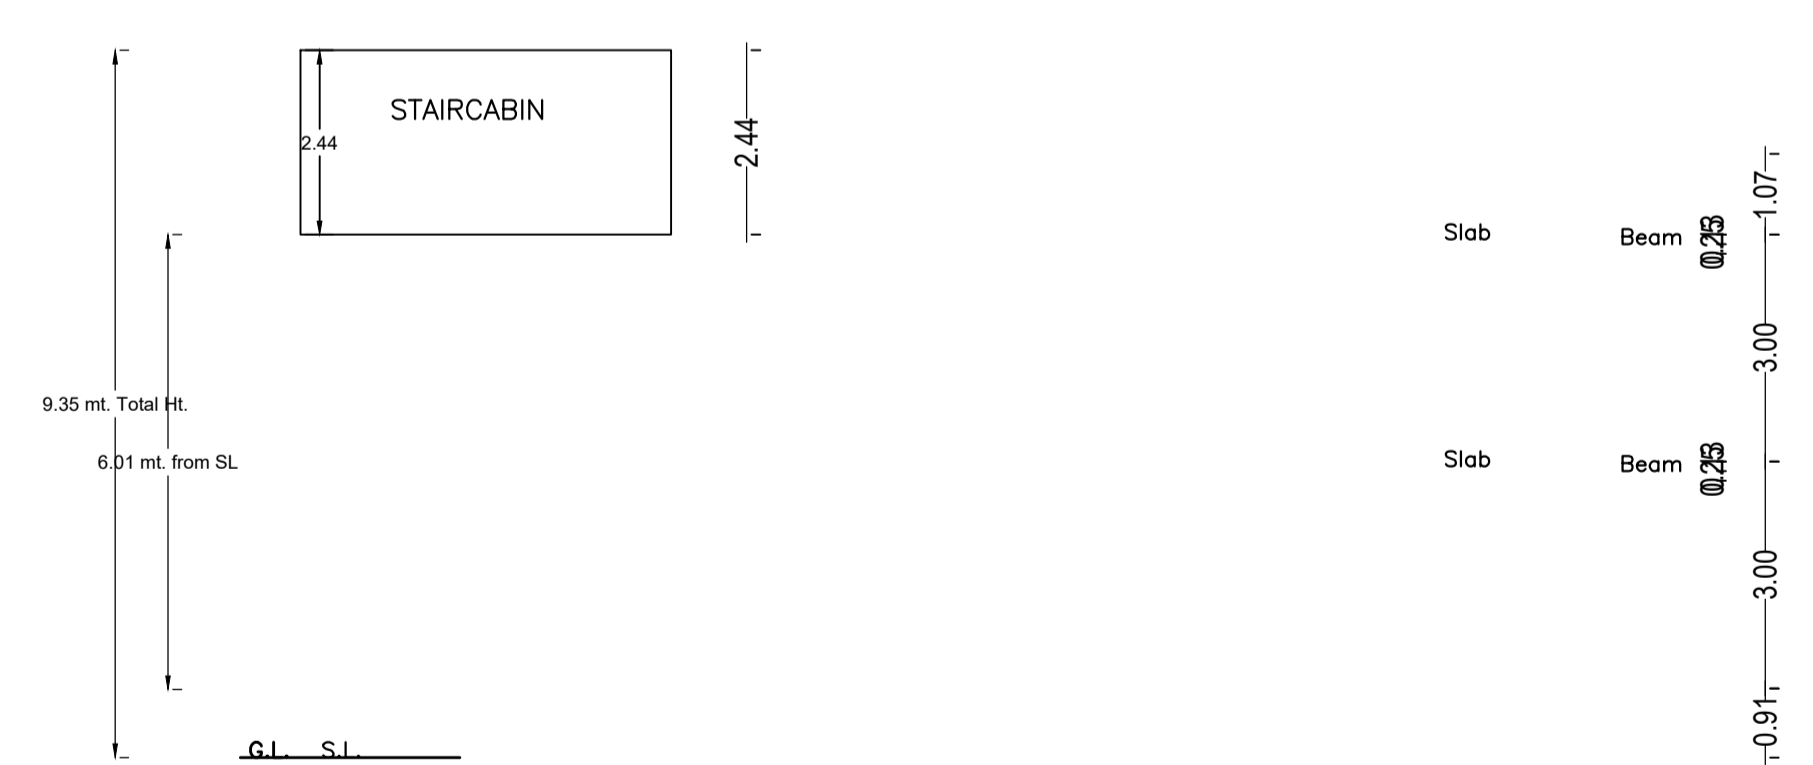 STAIRCABIN
2.44
2.44
1.07
Slab
Beam
3.00
9.35 mt. Total Ht.
6.01 mt. from SL
Slab
Beam
3.00
0.91
G.L. S.L.